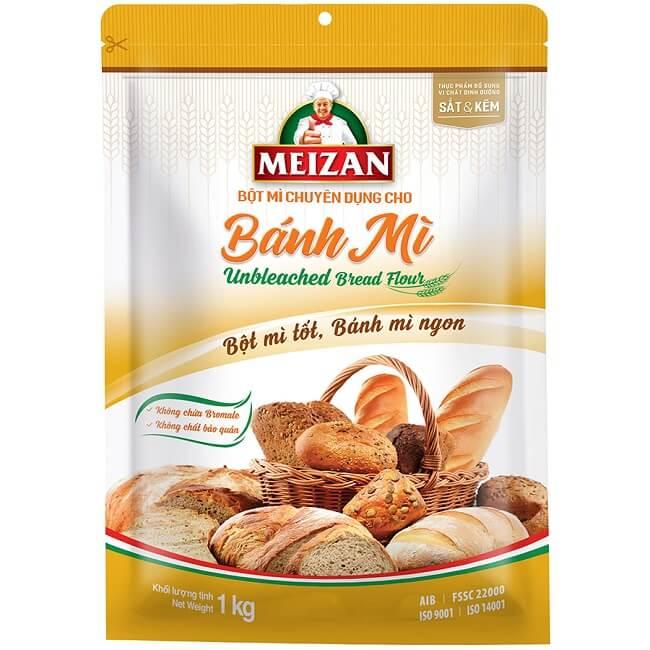 THỰC PHẨM BỔ SUNG
VI CHẤT DINH DƯỠNG
SẮT & KẼM
MEIZAN
BỘT MÌ CHUYÊN DỤNG CHO
Bánh Mì
Unbleached Bread Flour
Bột mì tốt, Bánh mì ngon
✓ Không chứa Bromate
✓ Không chất bảo quản
Khối lượng tịnh
Net Weight 1 kg
AIB | FSSC 22000
ISO 9001 | ISO 14001